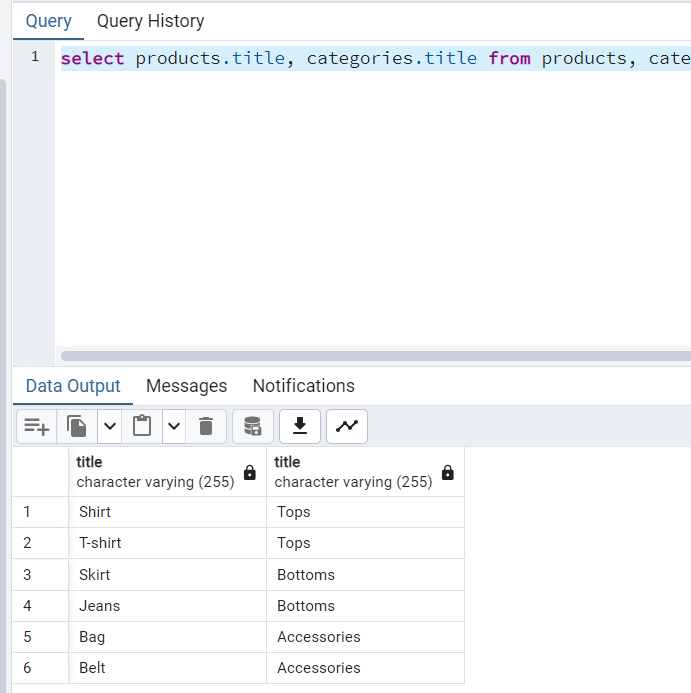 Query Query History
1 select products.title, categories.title from products, cate
Data Output Messages Notifications
title title
character varying (255) character varying (255)
1 Shirt Tops
2 T-shirt Tops
3 Skirt Bottoms
4 Jeans Bottoms
5 Bag Accessories
6 Belt Accessories